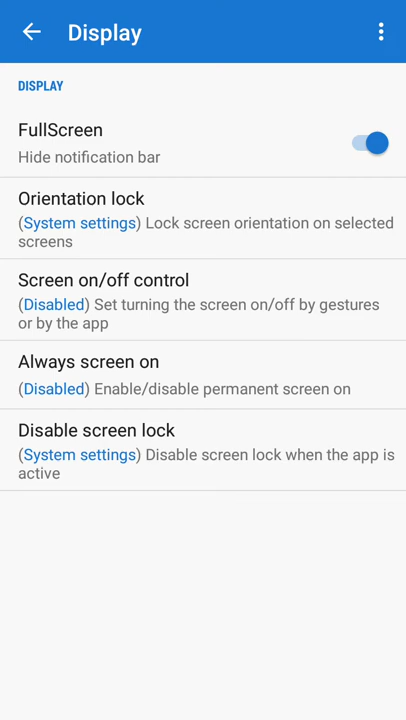 Display
DISPLAY
FullScreen
Hide notification bar
Orientation lock
(System settings) Lock screen orientation on selected
screens
Screen on/off control
(Disabled) Set turning the screen on/off by gestures
or by the app
Always screen on
(Disabled) Enable/disable permanent screen on
Disable screen lock
(System settings) Disable screen lock when the app is
active